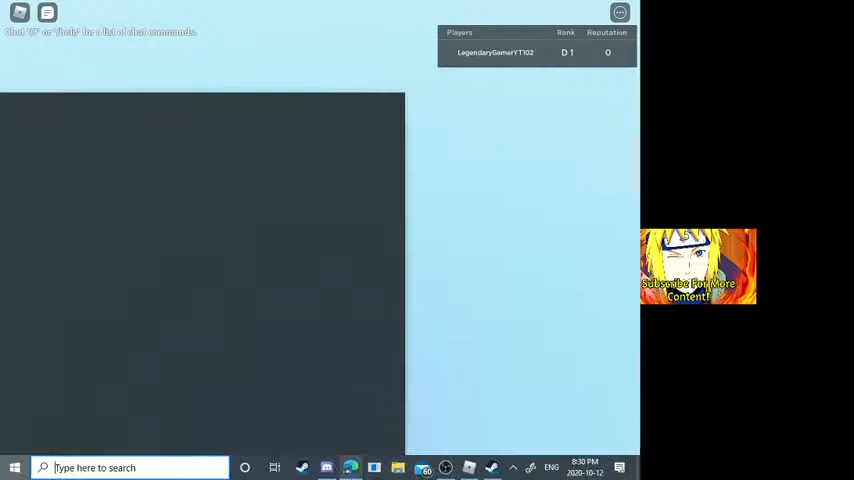 Chat '/?' or '/help' for a list of chat commands.
Players Rank Reputation
LegendaryGamerYT102 D 1 0
Subscribe For More
Content!
Type here to search
60
ENG
8:30 PM
2020-10-12